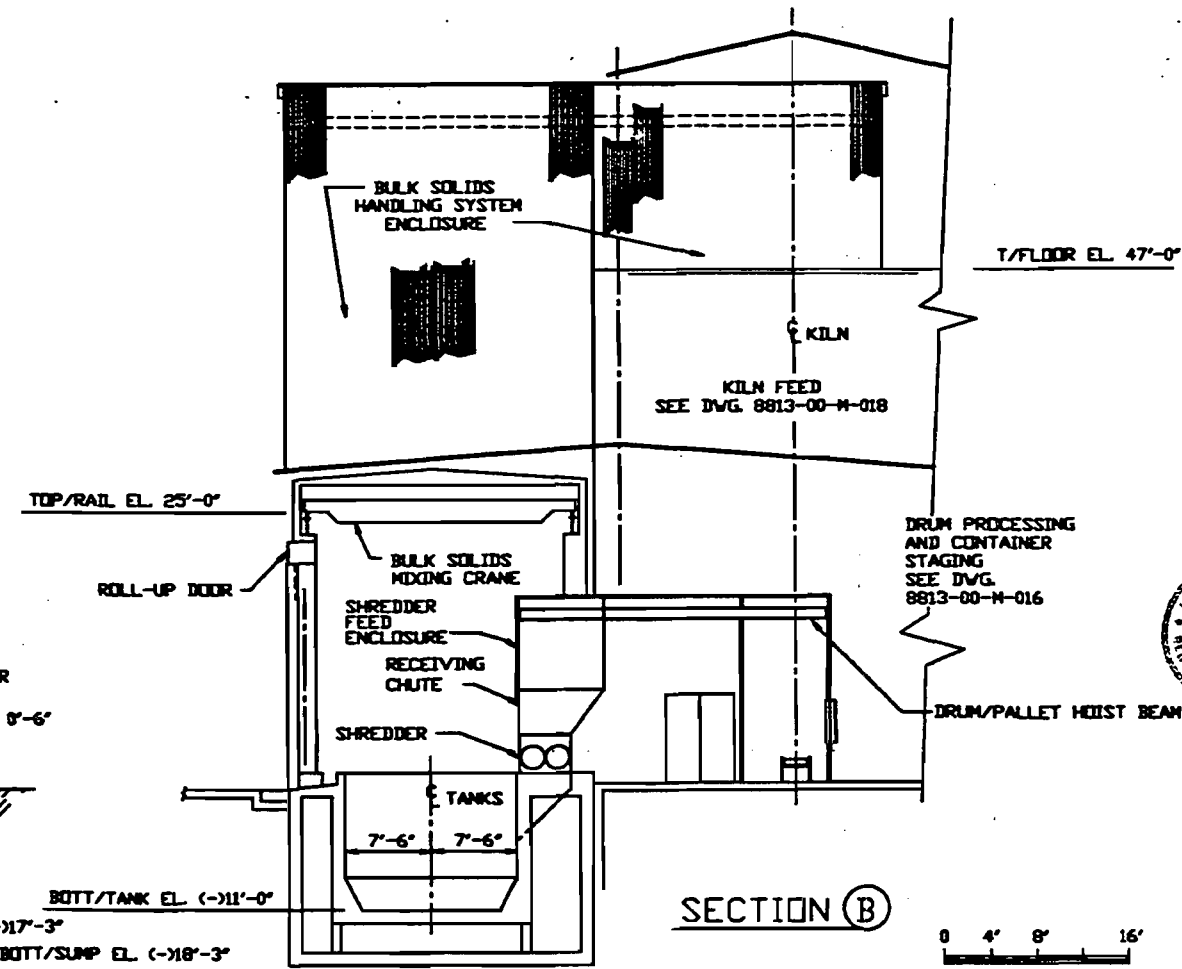 BULK SOLIDS
HANDLING SYSTEM
ENCLOSURE
T/FLOOR EL. 47'-0"
℄ KILN
KILN FEED
SEE DWG. 8813-00-M-018
TOP/RAIL EL. 25'-0"
BULK SOLIDS
MIXING CRANE
ROLL-UP DOOR
DRUM PROCESSING
AND CONTAINER
STAGING
SEE DWG.
8813-00-M-016
SHREDDER
FEED
ENCLOSURE
RECEIVING
CHUTE
R
0'-6"
DRUM/PALLET HOIST BEAM
SHREDDER
℄ TANKS
7'-6" 7'-6"
BOTT/TANK EL. (-)11'-0"
-)17'-3"
BOTT/SUMP EL. (-)18'-3"
SECTION B
0 4' 8' 16'